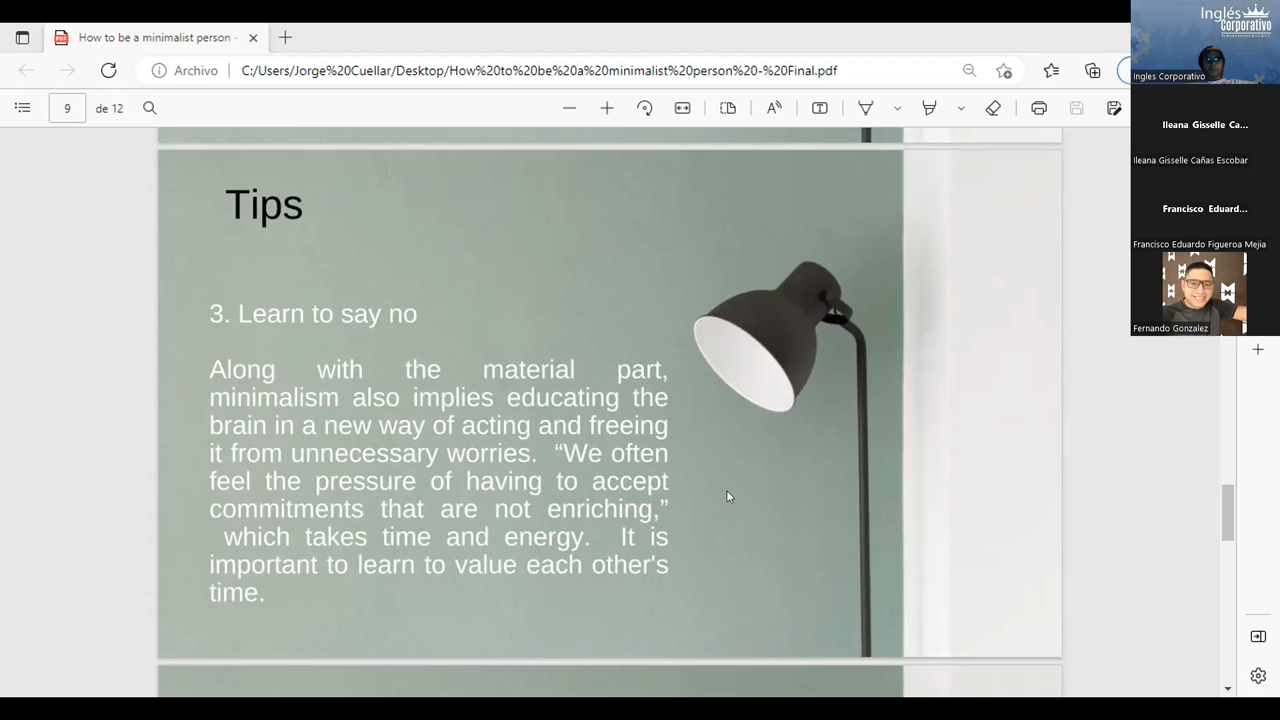 How to be a minimalist person -
Archivo
C:/Users/Jorge%20Cuellar/Desktop/How%20to%20be%20a%20minimalist%20person%20-%20Final.pdf
9
de 12
Tips
3. Learn to say no
Along with the material part,
minimalism also implies educating the
brain in a new way of acting and freeing
it from unnecessary worries. “We often
feel the pressure of having to accept
commitments that are not enriching,”
which takes time and energy. It is
important to learn to value each other's
time.
Inglés
Corporativo
Ingles Corporativo
Ileana Gisselle Ca...
Ileana Gisselle Cañas Escobar
Francisco Eduard...
Francisco Eduardo Figueroa Mejia
Fernando Gonzalez